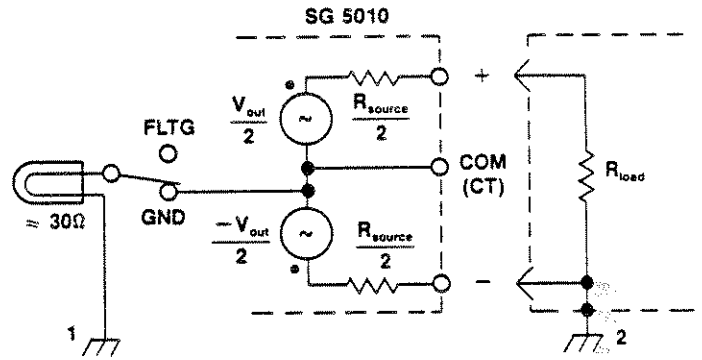 SG 5010
+
V_out/2
R_source/2
FLTG
COM
(CT)
R_load
≈ 30Ω
GND
-V_out/2
R_source/2
-
1
2